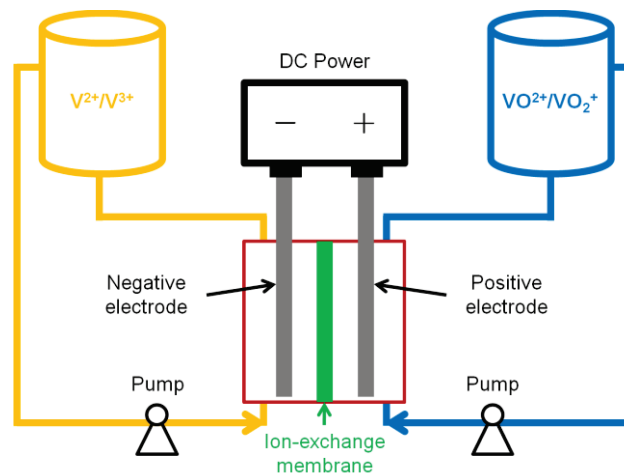 DC Power
V²⁺/V³⁺
VO²⁺/VO₂⁺
− +
Negative
electrode
Positive
electrode
Pump
Pump
Ion-exchange
membrane